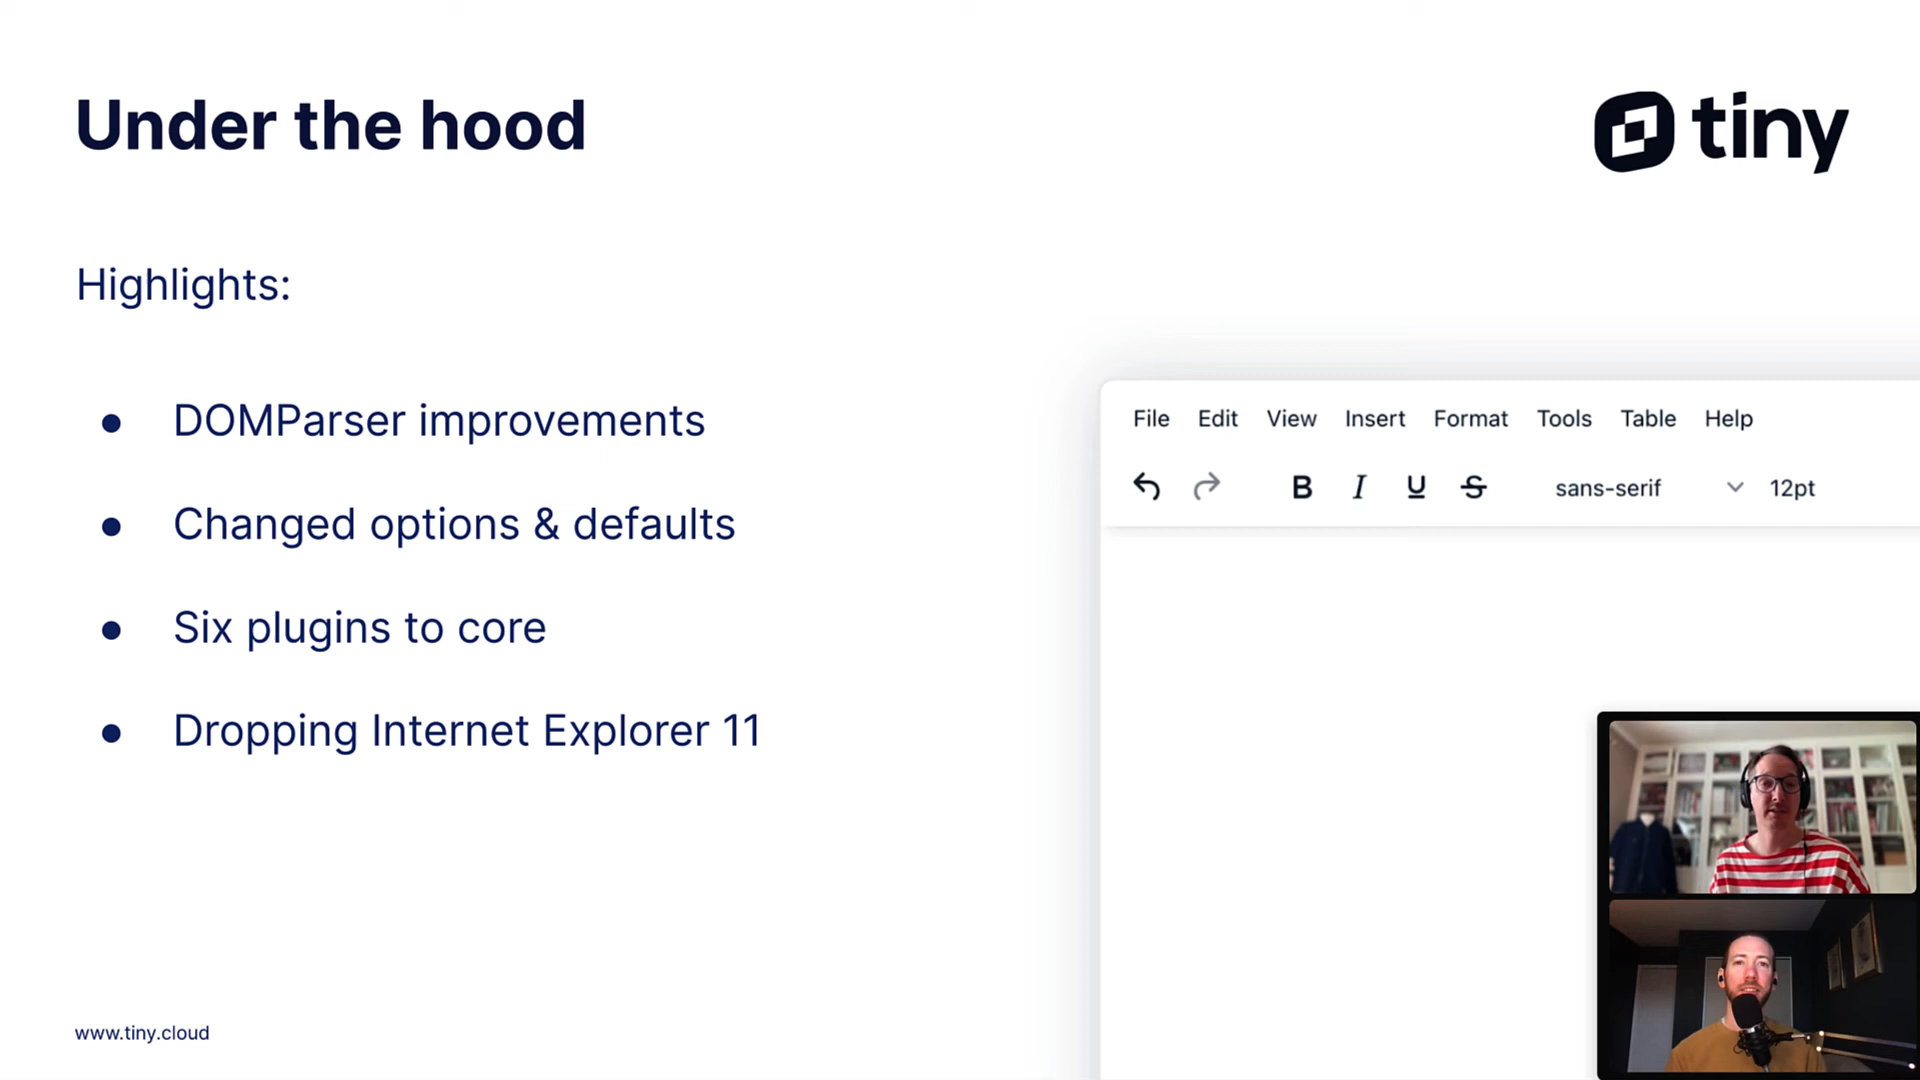 Under the hood
tiny
Highlights:
● DOMParser improvements
● Changed options & defaults
● Six plugins to core
● Dropping Internet Explorer 11
File Edit View Insert Format Tools Table Help
B I U S sans-serif 12pt
www.tiny.cloud